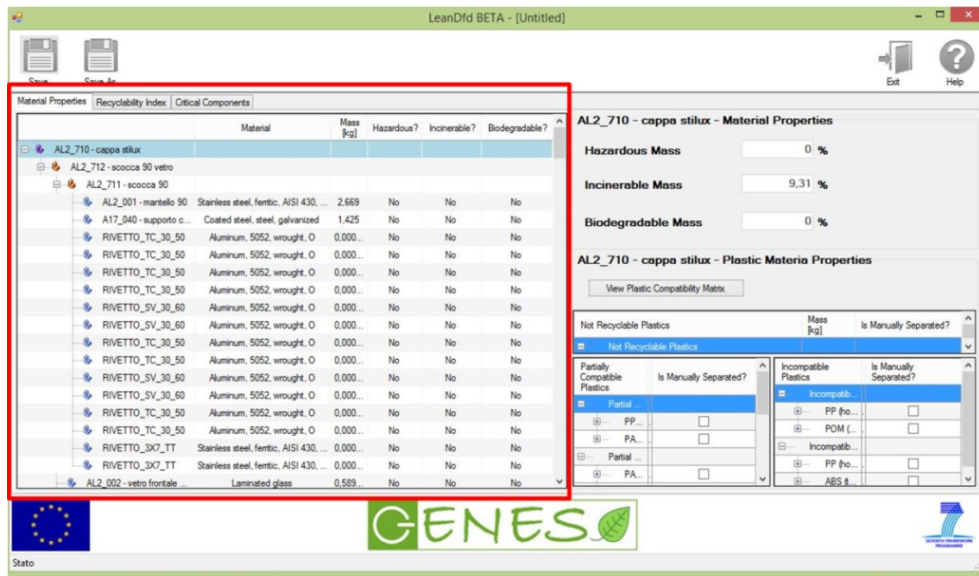 LeanDfd BETA - [Untitled]
Save Save As Exit Help
Material Properties Recyclability Index Critical Components
Material Mass [kg] Hazardous? Incinerable? Biodegradable?
AL2_710 - cappa stilux
AL2_712 - scocca 90 vetro
AL2_711 - scocca 90
AL2_001 - mantello 90 Stainless steel, ferritic, AISI 430, ... 2,669 No No No
A17_040 - supporto c... Coated steel, steel, galvanized 1,425 No No No
RIVETTO_TC_30_50 Aluminum, 5052, wrought, O 0,000... No No No
RIVETTO_TC_30_50 Aluminum, 5052, wrought, O 0,000... No No No
RIVETTO_TC_30_50 Aluminum, 5052, wrought, O 0,000... No No No
RIVETTO_TC_30_50 Aluminum, 5052, wrought, O 0,000... No No No
RIVETTO_SV_30_60 Aluminum, 5052, wrought, O 0,000... No No No
RIVETTO_SV_30_60 Aluminum, 5052, wrought, O 0,000... No No No
RIVETTO_TC_30_50 Aluminum, 5052, wrought, O 0,000... No No No
RIVETTO_TC_30_50 Aluminum, 5052, wrought, O 0,000... No No No
RIVETTO_SV_30_60 Aluminum, 5052, wrought, O 0,000... No No No
RIVETTO_SV_30_60 Aluminum, 5052, wrought, O 0,000... No No No
RIVETTO_TC_30_50 Aluminum, 5052, wrought, O 0,000... No No No
RIVETTO_TC_30_50 Aluminum, 5052, wrought, O 0,000... No No No
RIVETTO_3X7_TT Stainless steel, ferritic, AISI 430, ... 0,000... No No No
RIVETTO_3X7_TT Stainless steel, ferritic, AISI 430, ... 0,000... No No No
AL2_002 - vetro frontale ... Laminated glass 0,589... No No No
AL2_710 - cappa stilux - Material Properties
Hazardous Mass 0 %
Incinerable Mass 9,31 %
Biodegradable Mass 0 %
AL2_710 - cappa stilux - Plastic Materia Properties
View Plastic Compatibility Matrix
Not Recyclable Plastics Mass [kg] Is Manually Separated?
Not Recyclable Plastics
Partially Compatible Plastics Is Manually Separated?
Partial ...
PP...
PA...
Partial ...
PA...
Incompatible Plastics Is Manually Separated?
Incompatib...
PP (ho...
POM (...
Incompatib...
PP (ho...
ABS (t...
GENESI
SEVENTH FRAMEWORK
PROGRAMME
Stato